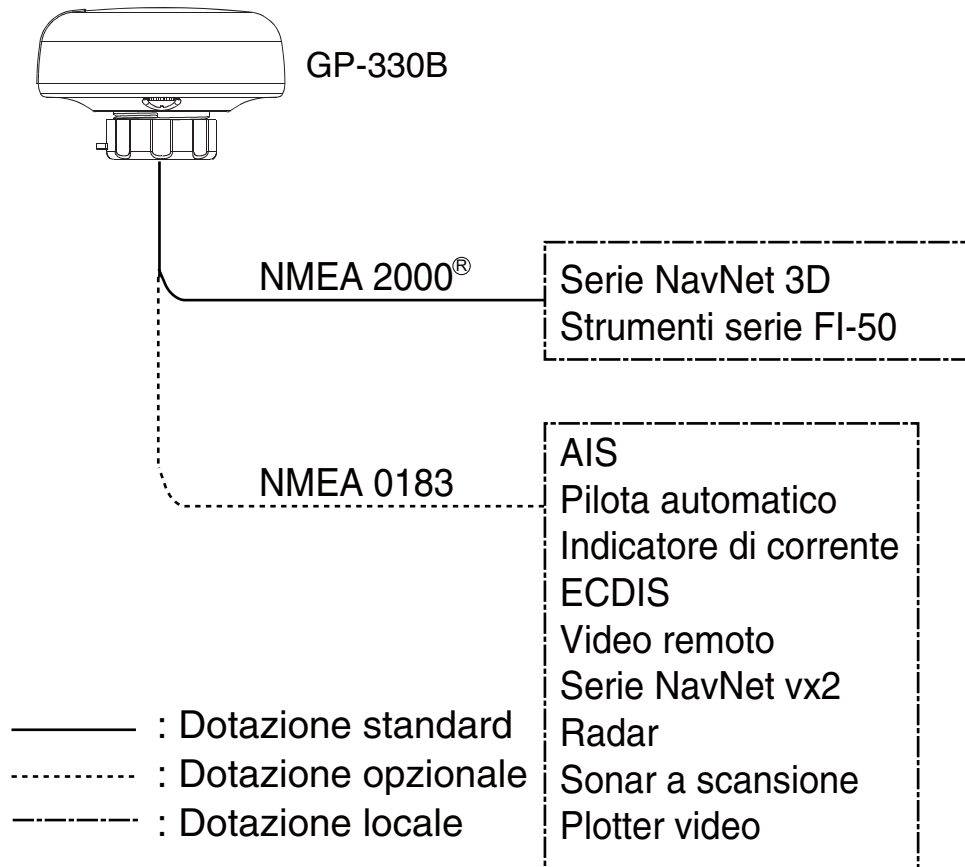 GP-330B
NMEA 2000®
Serie NavNet 3D
Strumenti serie FI-50
NMEA 0183
AIS
Pilota automatico
Indicatore di corrente
ECDIS
Video remoto
Serie NavNet vx2
Radar
Sonar a scansione
Plotter video
: Dotazione standard
: Dotazione opzionale
: Dotazione locale